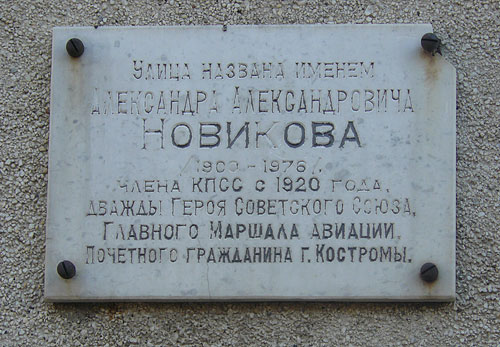 Улица названа именем
Александра Александровича
Новикова
/1900-1976/.
члена КПСС с 1920 года,
дважды Героя Советского Союза,
Главного Маршала авиации,
Почетного гражданина г. Костромы.